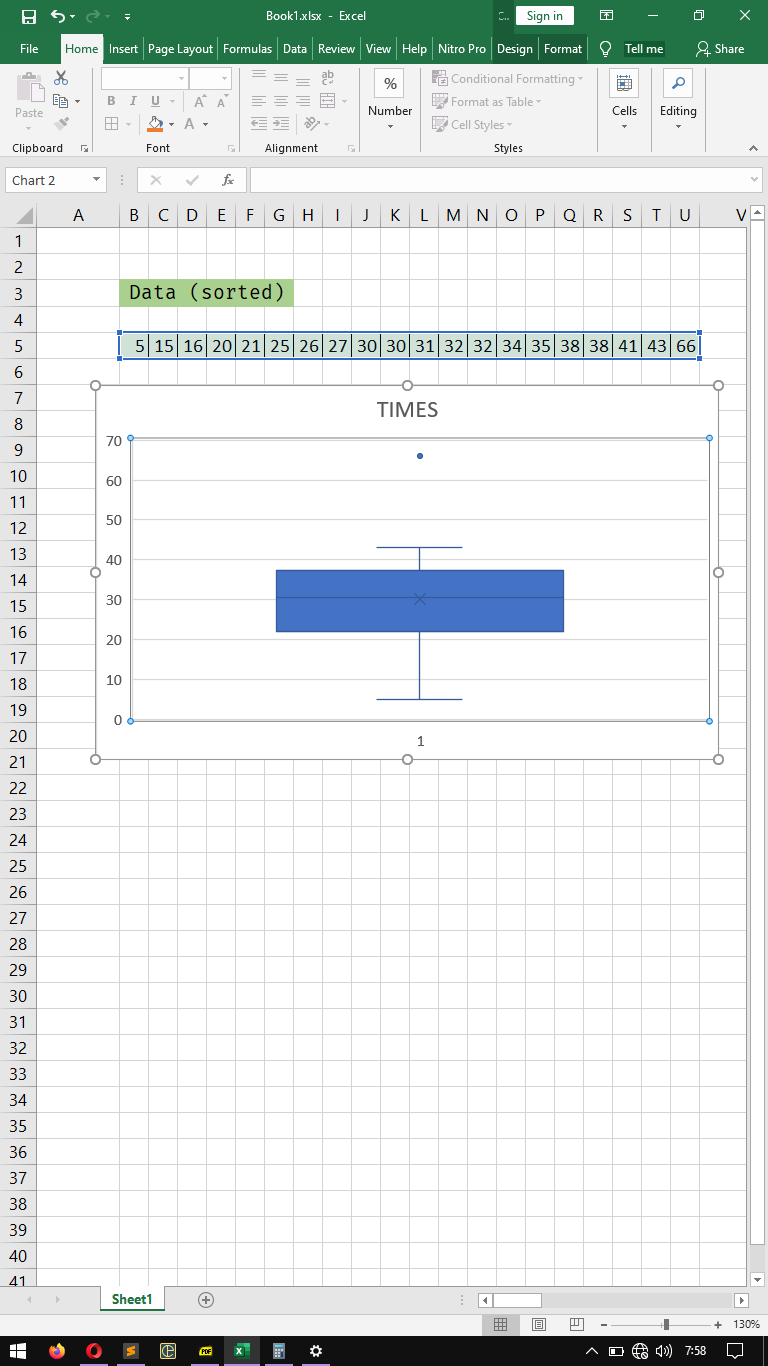 Book1.xlsx - Excel
C...
Sign in
File Home Insert Page Layout Formulas Data Review View Help Nitro Pro Design Format Tell me Share
Paste
Clipboard
B I U
A A
A
Font
ab
Alignment
%
Number
Conditional Formatting
Format as Table
Cell Styles
Styles
Cells
Editing
Chart 2
fx
A B C D E F G H I J K L M N O P Q R S T U V
1
2
3 Data (sorted)
4
5 5 15 16 20 21 25 26 27 30 30 31 32 32 34 35 38 38 41 43 66
6
7
8
9
10
11
12
13
14
15
16
17
18
19
20
21
22
23
24
25
26
27
28
29
30
31
32
33
34
35
36
37
38
39
40
41
TIMES
70
60
50
40
30
20
10
0
1
Sheet1
130%
PDF
7:58